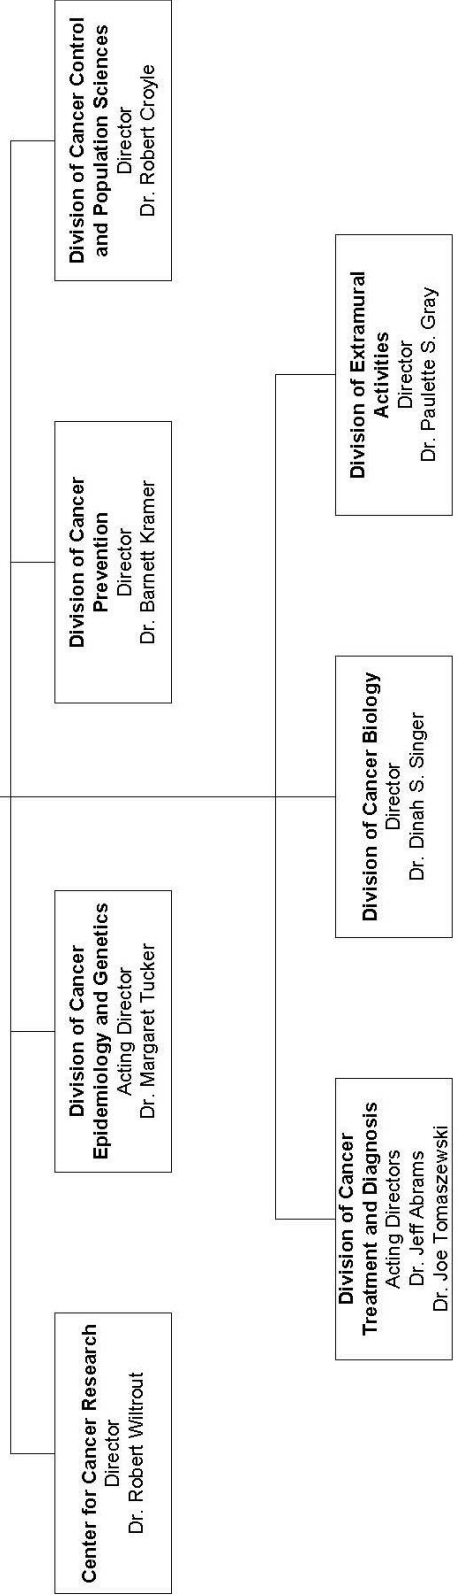 Center for Cancer Research
Director
Dr. Robert Wiltrout
Division of Cancer
Epidemiology and Genetics
Acting Director
Dr. Margaret Tucker
Division of Cancer
Prevention
Director
Dr. Barnett Kramer
Division of Cancer Control
and Population Sciences
Director
Dr. Robert Croyle
Division of Cancer
Treatment and Diagnosis
Acting Directors
Dr. Jeff Abrams
Dr. Joe Tomaszewski
Division of Cancer Biology
Director
Dr. Dinah S. Singer
Division of Extramural
Activities
Director
Dr. Paulette S. Gray